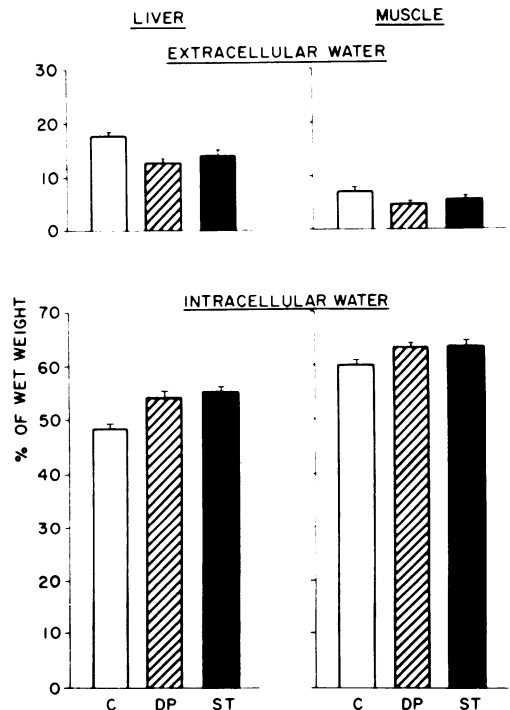 LIVER MUSCLE
EXTRACELLULAR WATER
30
20
10
0
INTRACELLULAR WATER
% OF WET WEIGHT
70
60
50
40
30
20
10
0
C DP ST C DP ST